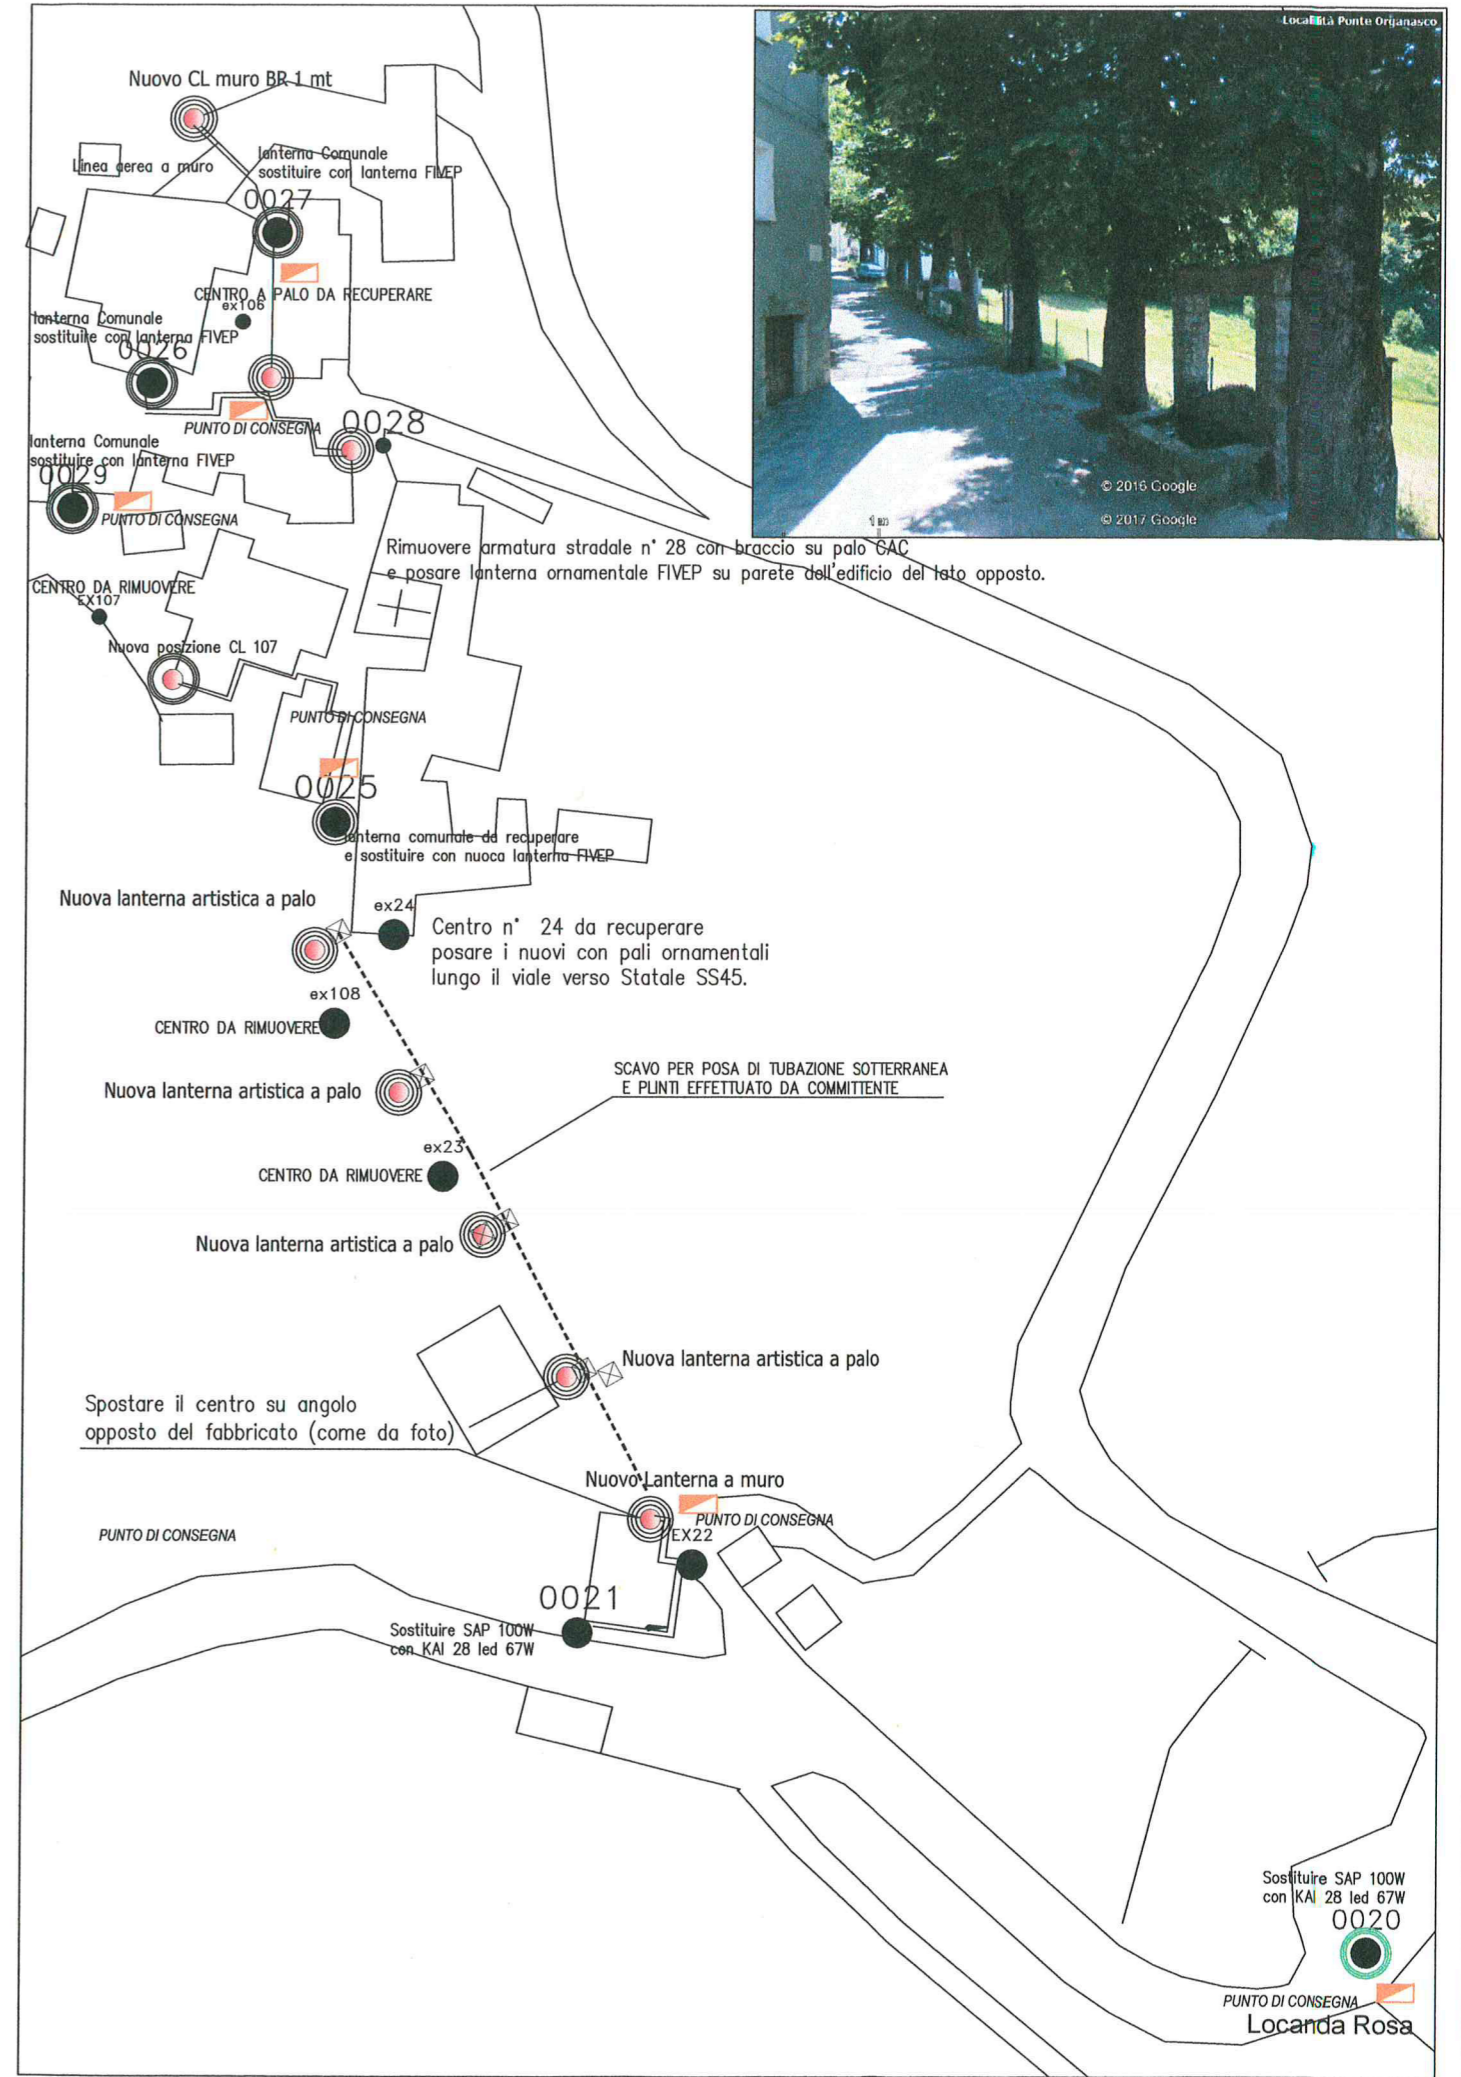 Località Ponte Organasco
© 2016 Google
© 2017 Google
Nuovo CL muro BR 1 mt
Linea aerea a muro
lanterna Comunale
sostituire con lanterna FIVEP
0027
CENTRO A PALO DA RECUPERARE
ex106
lanterna Comunale
sostituire con lanterna FIVEP
0026
PUNTO DI CONSEGNA
0028
lanterna Comunale
sostituire con lanterna FIVEP
0029
PUNTO DI CONSEGNA
Rimuovere armatura stradale n° 28 con braccio su palo CAC
e posare lanterna ornamentale FIVEP su parete dell'edificio del lato opposto.
CENTRO DA RIMUOVERE
EX107
Nuova posizione CL 107
PUNTO DI CONSEGNA
0025
lanterna comunale da recuperare
e sostituire con nuoca lanterna FIVEP
Nuova lanterna artistica a palo
ex24
Centro n° 24 da recuperare
posare i nuovi con pali ornamentali
lungo il viale verso Statale SS45.
ex108
CENTRO DA RIMUOVERE
SCAVO PER POSA DI TUBAZIONE SOTTERRANEA
E PLINTI EFFETTUATO DA COMMITTENTE
Nuova lanterna artistica a palo
ex23
CENTRO DA RIMUOVERE
Nuova lanterna artistica a palo
Nuova lanterna artistica a palo
Spostare il centro su angolo
opposto del fabbricato (come da foto)
Nuovo Lanterna a muro
PUNTO DI CONSEGNA
EX22
PUNTO DI CONSEGNA
0021
Sostituire SAP 100W
con KAI 28 led 67W
Sostituire SAP 100W
con KAI 28 led 67W
0020
PUNTO DI CONSEGNA
Locanda Rosa